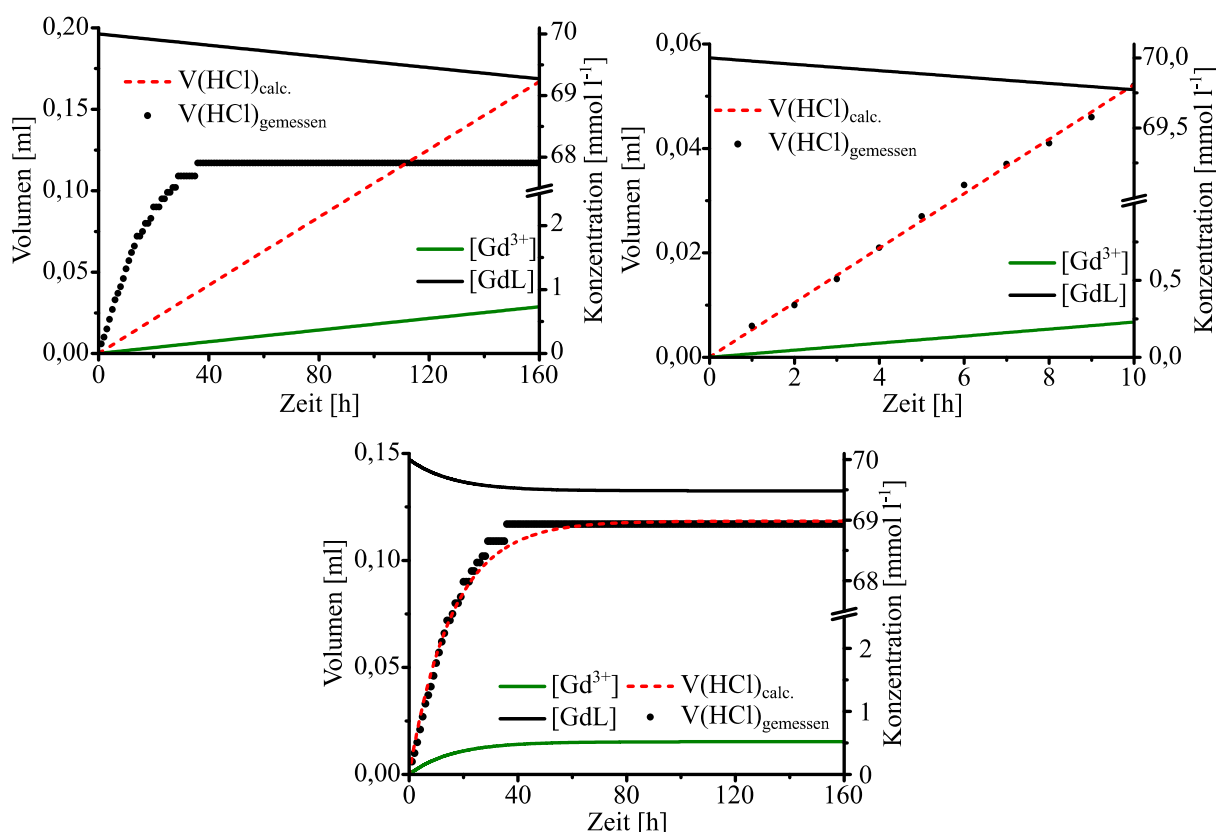 Volumen [ml]
0,20
0,15
0,10
0,05
0,00
V(HCl)calc.
V(HCl)gemessen
[Gd3+]
[GdL]
70
69
68
2
1
0
Konzentration [mmol l-1]
0 40 80 120 160
Zeit [h]
Volumen [ml]
0,06
0,04
0,02
0,00
V(HCl)calc.
V(HCl)gemessen
[Gd3+]
[GdL]
70,0
69,5
0,5
0,0
Konzentration [mmol l-1]
0 2 4 6 8 10
Zeit [h]
Volumen [ml]
0,15
0,10
0,05
0,00
[Gd3+] V(HCl)calc.
[GdL] V(HCl)gemessen
70
69
68
2
1
0
Konzentration [mmol l-1]
0 40 80 120 160
Zeit [h]